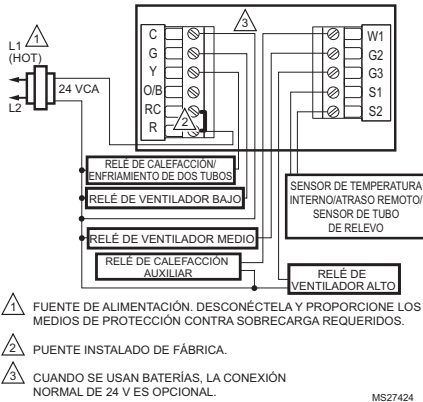 L1
(HOT)
1
L2
24 VCA
C
G
Y
O/B
RC
R
2
3
W1
G2
G3
S1
S2
RELÉ DE CALEFACCIÓN/
ENFRIAMIENTO DE DOS TUBOS
RELÉ DE VENTILADOR BAJO
RELÉ DE VENTILADOR MEDIO
RELÉ DE CALEFACCIÓN
AUXILIAR
SENSOR DE TEMPERATURA
INTERNO/ATRASO REMOTO/
SENSOR DE TUBO
DE RELEVO
RELÉ DE
VENTILADOR ALTO
1 FUENTE DE ALIMENTACIÓN. DESCONÉCTELA Y PROPORCIONE LOS
MEDIOS DE PROTECCIÓN CONTRA SOBRECARGA REQUERIDOS.
2 PUENTE INSTALADO DE FÁBRICA.
3 CUANDO SE USAN BATERÍAS, LA CONEXIÓN
NORMAL DE 24 V ES OPCIONAL.
MS27424